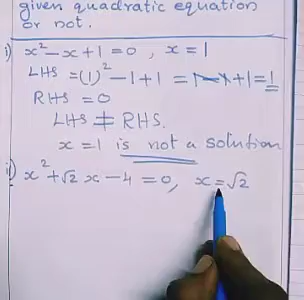 given quadratic equation
or not.
i) x² - x + 1 = 0 , x = 1
LHS = (1)² - 1 + 1 = 1 - 1 + 1 = 1
RHS = 0
LHS ≠ RHS.
x = 1 is not a solution
ii) x² + √2 x - 4 = 0, x = √2